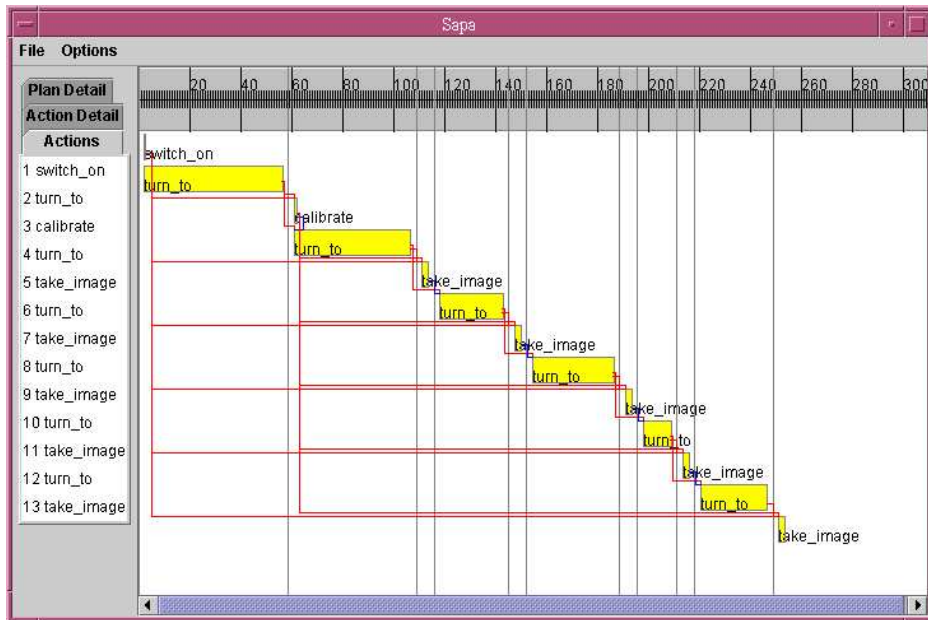 Sapa
File Options
20 40 60 80 100 120 140 160 180 200 220 240 260 280 300
Plan Detail
Action Detail
Actions
1 switch_on
2 turn_to
3 calibrate
4 turn_to
5 take_image
6 turn_to
7 take_image
8 turn_to
9 take_image
10 turn_to
11 take_image
12 turn_to
13 take_image
switch_on
turn_to
calibrate
turn_to
take_image
turn_to
take_image
turn_to
take_image
turn_to
take_image
turn_to
take_image